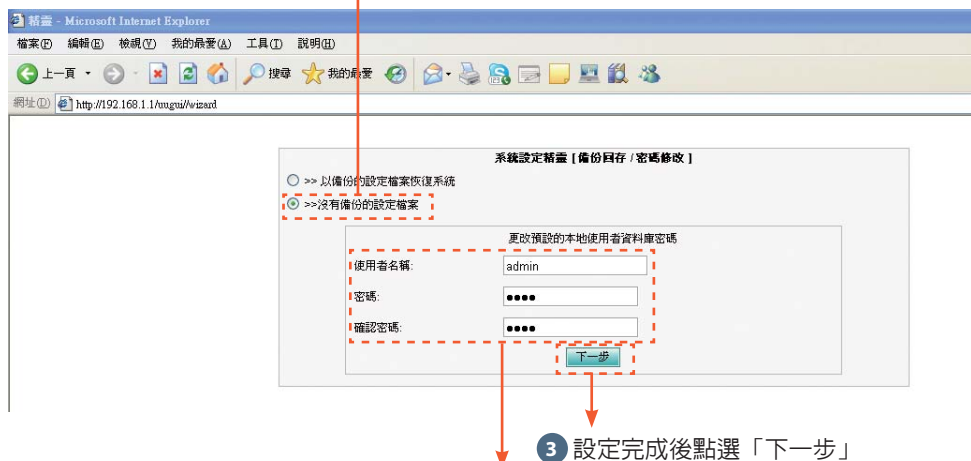 精靈 - Microsoft Internet Explorer
檔案(F) 編輯(E) 檢視(V) 我的最愛(A) 工具(T) 說明(H)
上一頁 搜尋 我的最愛
網址(D) http://192.168.1.1/uugui//wizard
系統設定精靈 [ 備份回存 / 密碼修改 ]
>> 以備份的設定檔案恢復系統
>>沒有備份的設定檔案
更改預設的本地使用者資料庫密碼
使用者名稱: admin
密碼: ●●●●
確認密碼: ●●●●
下一步
3 設定完成後點選「下一步」